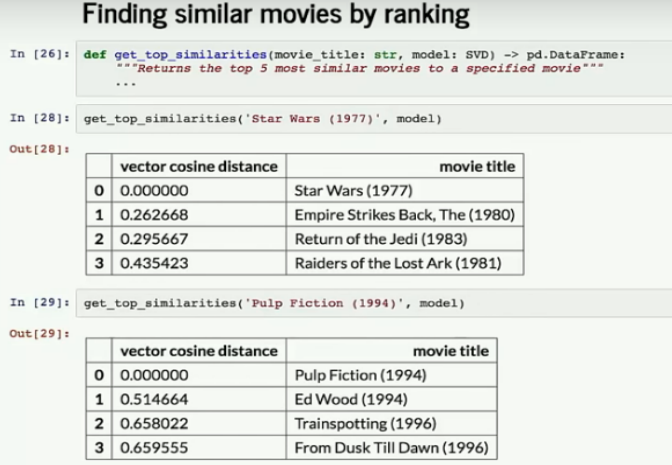 Finding similar movies by ranking
In [26]: def get_top_similarities(movie_title: str, model: SVD) -> pd.DataFrame:
"""Returns the top 5 most similar movies to a specified movie"""
...
In [28]: get_top_similarities('Star Wars (1977)', model)
Out[28]:
vector cosine distance movie title
0 0.000000 Star Wars (1977)
1 0.262668 Empire Strikes Back, The (1980)
2 0.295667 Return of the Jedi (1983)
3 0.435423 Raiders of the Lost Ark (1981)
In [29]: get_top_similarities('Pulp Fiction (1994)', model)
Out[29]:
vector cosine distance movie title
0 0.000000 Pulp Fiction (1994)
1 0.514664 Ed Wood (1994)
2 0.658022 Trainspotting (1996)
3 0.659555 From Dusk Till Dawn (1996)